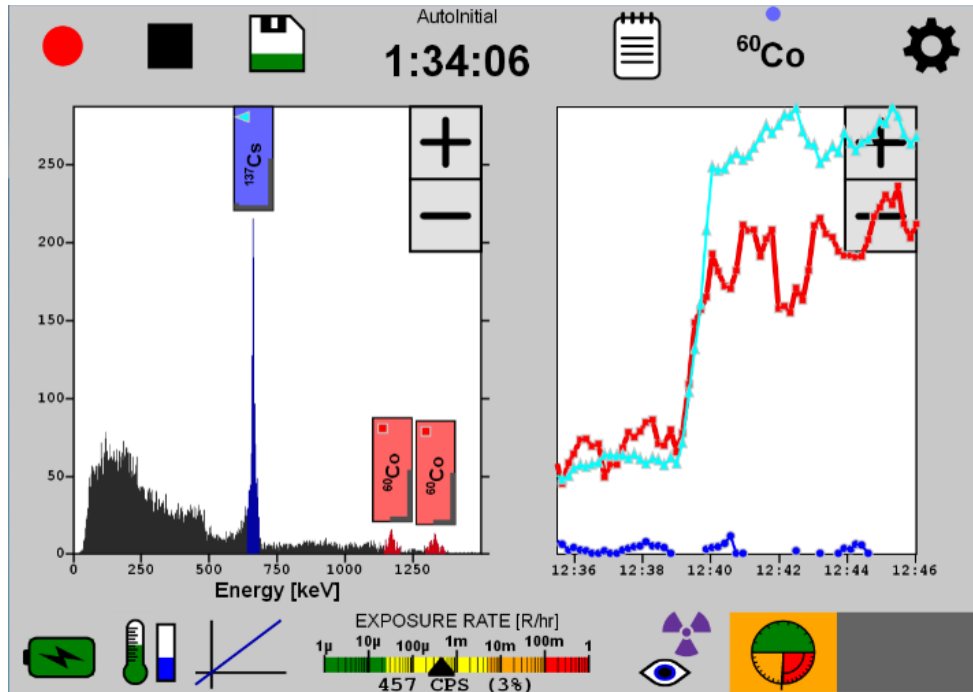 AutoInitial
1:34:06
⁶⁰Co
¹³⁷Cs
⁶⁰Co
⁶⁰Co
250
200
150
100
50
0
0 250 500 750 1000 1250
Energy [keV]
12:36 12:38 12:40 12:42 12:44 12:46
EXPOSURE RATE [R/hr]
1μ 10μ 100μ 1m 10m 100m 1
457 CPS (3%)